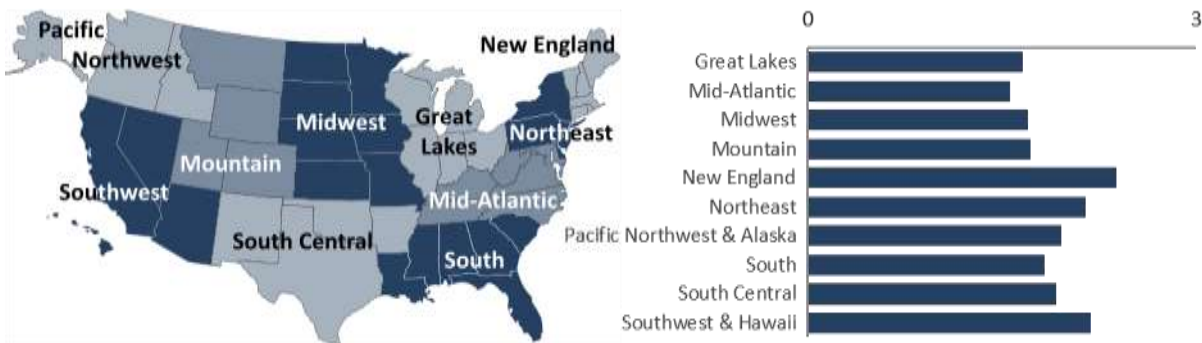 Pacific
Northwest
New England
Midwest
Great
Lakes
Northeast
Mountain
Southwest
Mid-Atlantic
South Central
South
0
3
Great Lakes
Mid-Atlantic
Midwest
Mountain
New England
Northeast
Pacific Northwest & Alaska
South
South Central
Southwest & Hawaii